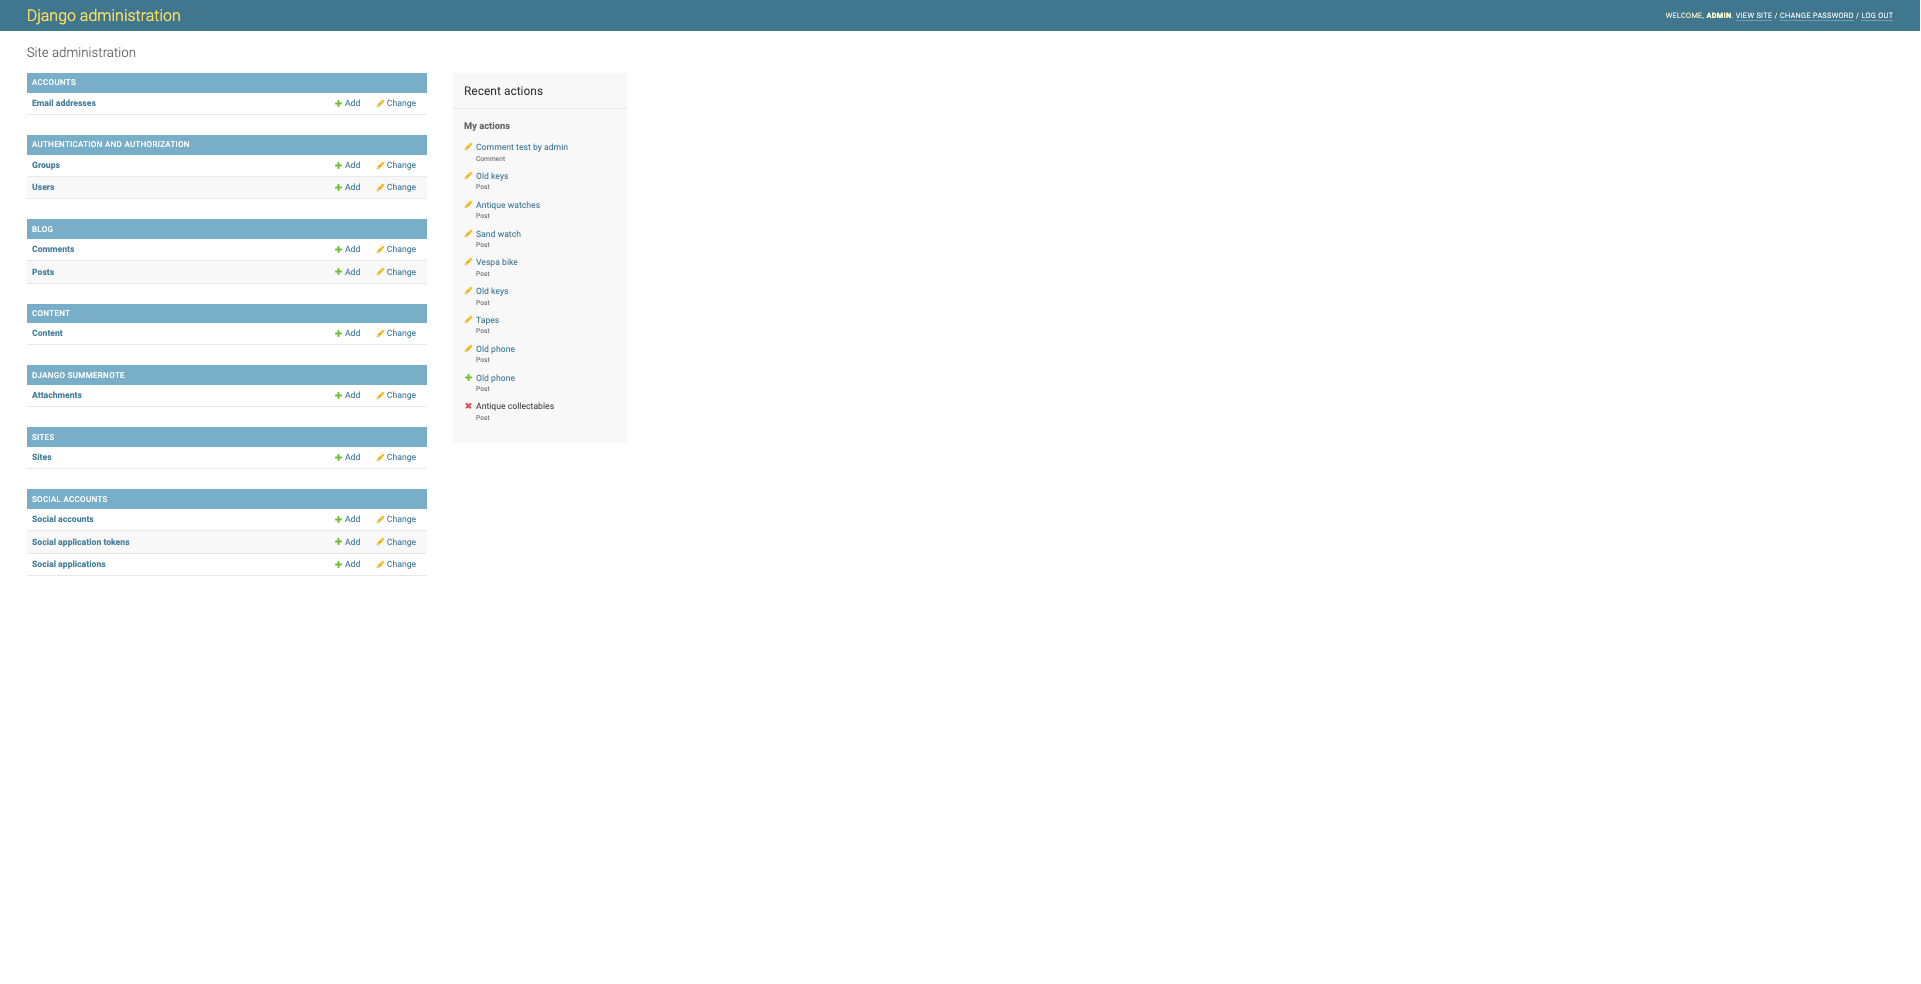 Django administration
WELCOME, ADMIN. VIEW SITE / CHANGE PASSWORD / LOG OUT
Site administration
ACCOUNTS
Email addresses Add Change
AUTHENTICATION AND AUTHORIZATION
Groups Add Change
Users Add Change
BLOG
Comments Add Change
Posts Add Change
CONTENT
Content Add Change
DJANGO SUMMERNOTE
Attachments Add Change
SITES
Sites Add Change
SOCIAL ACCOUNTS
Social accounts Add Change
Social application tokens Add Change
Social applications Add Change
Recent actions
My actions
Comment test by admin
Comment
Old keys
Post
Antique watches
Post
Sand watch
Post
Vespa bike
Post
Old keys
Post
Tapes
Post
Old phone
Post
Old phone
Post
Antique collectables
Post